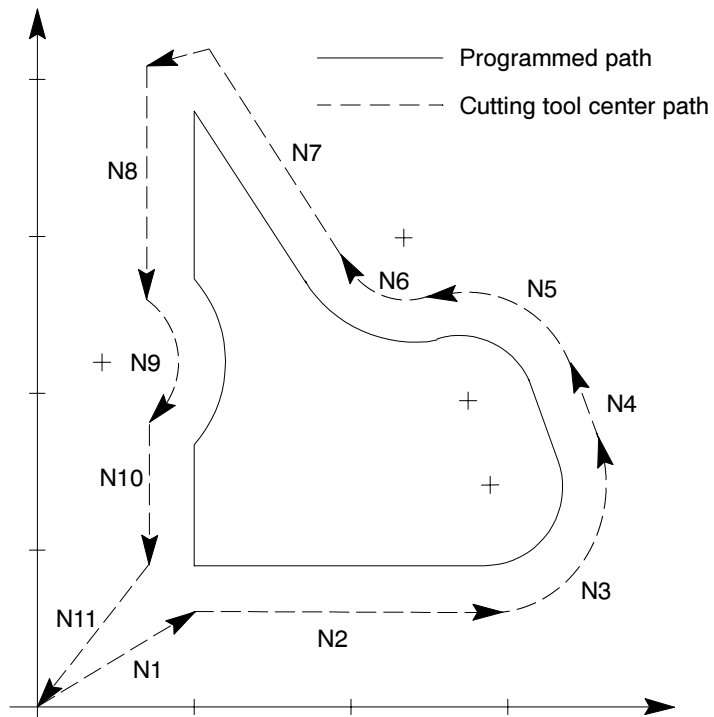 Programmed path
Cutting tool center path
N7
N8
N6
N5
N9
N4
N10
N3
N11
N2
N1